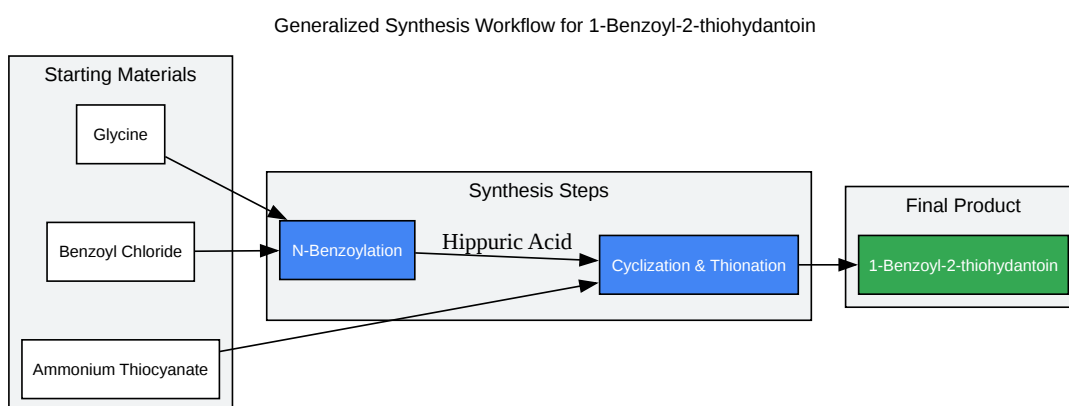 Generalized Synthesis Workflow for 1-Benzoyl-2-thiohydantoin
Starting Materials
Glycine
Benzoyl Chloride
Ammonium Thiocyanate
Synthesis Steps
N-Benzoylation
Hippuric Acid
Cyclization & Thionation
Final Product
1-Benzoyl-2-thiohydantoin